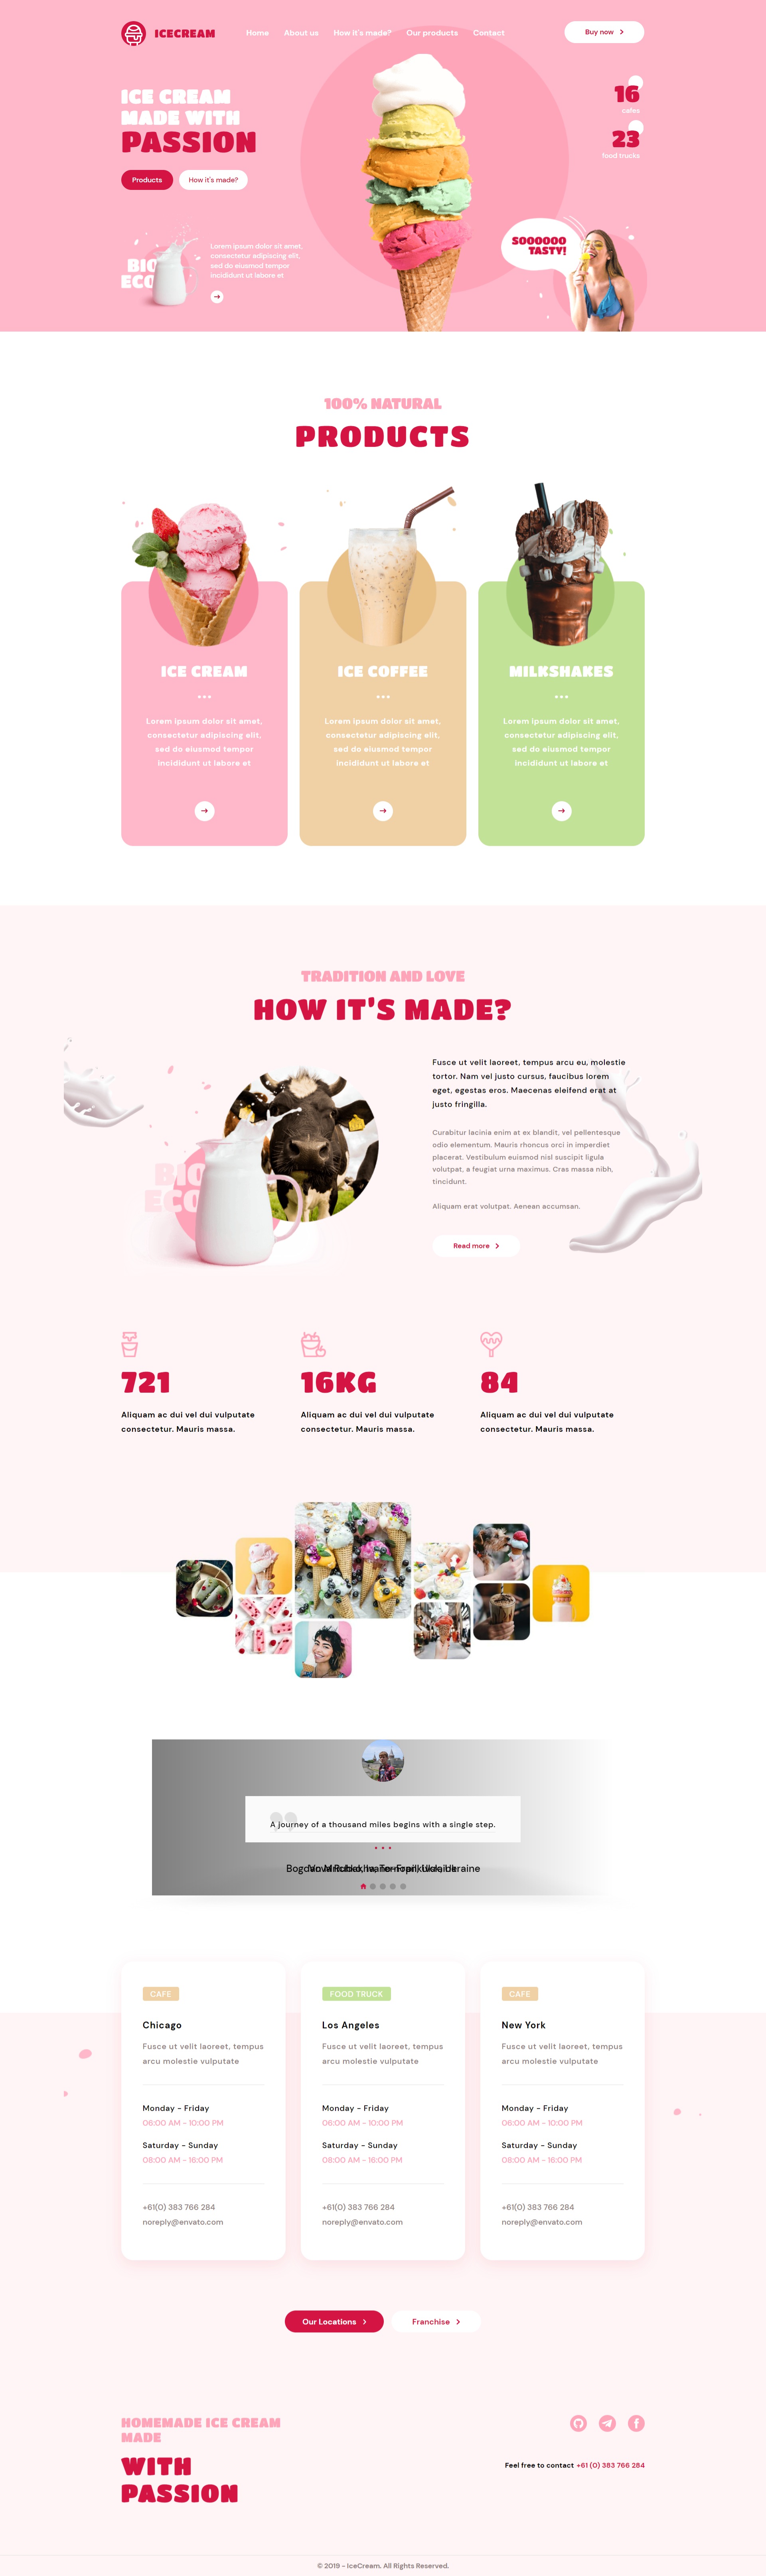 ICECREAM
Home About us How it's made? Our products Contact
Buy now
ICE CREAM
MADE WITH
PASSION
Products How it's made?
16
cafes
23
food trucks
BIO
ECO
Lorem ipsum dolor sit amet,
consectetur adipiscing elit,
sed do eiusmod tempor
incididunt ut labore et
SOOOOOO
TASTY!
100% NATURAL
PRODUCTS
ICE CREAM
Lorem ipsum dolor sit amet,
consectetur adipiscing elit,
sed do eiusmod tempor
incididunt ut labore et
ICE COFFEE
Lorem ipsum dolor sit amet,
consectetur adipiscing elit,
sed do eiusmod tempor
incididunt ut labore et
MILKSHAKES
Lorem ipsum dolor sit amet,
consectetur adipiscing elit,
sed do eiusmod tempor
incididunt ut labore et
TRADITION AND LOVE
HOW IT'S MADE?
BIO
ECO
Fusce ut velit laoreet, tempus arcu eu, molestie
tortor. Nam vel justo cursus, faucibus lorem
eget, egestas eros. Maecenas eleifend erat at
justo fringilla.
Curabitur lacinia enim at ex blandit, vel pellentesque
odio elementum. Mauris rhoncus orci in imperdiet
placerat. Vestibulum euismod nisl suscipit ligula
volutpat, a feugiat urna maximus. Cras massa nibh,
tincidunt.
Aliquam erat volutpat. Aenean accumsan.
Read more
721
Aliquam ac dui vel dui vulputate
consectetur. Mauris massa.
16KG
Aliquam ac dui vel dui vulputate
consectetur. Mauris massa.
84
Aliquam ac dui vel dui vulputate
consectetur. Mauris massa.
A journey of a thousand miles begins with a single step.
CAFE
Chicago
Fusce ut velit laoreet, tempus
arcu molestie vulputate
Monday - Friday
06:00 AM - 10:00 PM
Saturday - Sunday
08:00 AM - 16:00 PM
+61(0) 383 766 284
noreply@envato.com
FOOD TRUCK
Los Angeles
Fusce ut velit laoreet, tempus
arcu molestie vulputate
Monday - Friday
06:00 AM - 10:00 PM
Saturday - Sunday
08:00 AM - 16:00 PM
+61(0) 383 766 284
noreply@envato.com
CAFE
New York
Fusce ut velit laoreet, tempus
arcu molestie vulputate
Monday - Friday
06:00 AM - 10:00 PM
Saturday - Sunday
08:00 AM - 16:00 PM
+61(0) 383 766 284
noreply@envato.com
Our Locations Franchise
HOMEMADE ICE CREAM
MADE
WITH
PASSION
Feel free to contact +61 (0) 383 766 284
© 2019 - IceCream. All Rights Reserved.